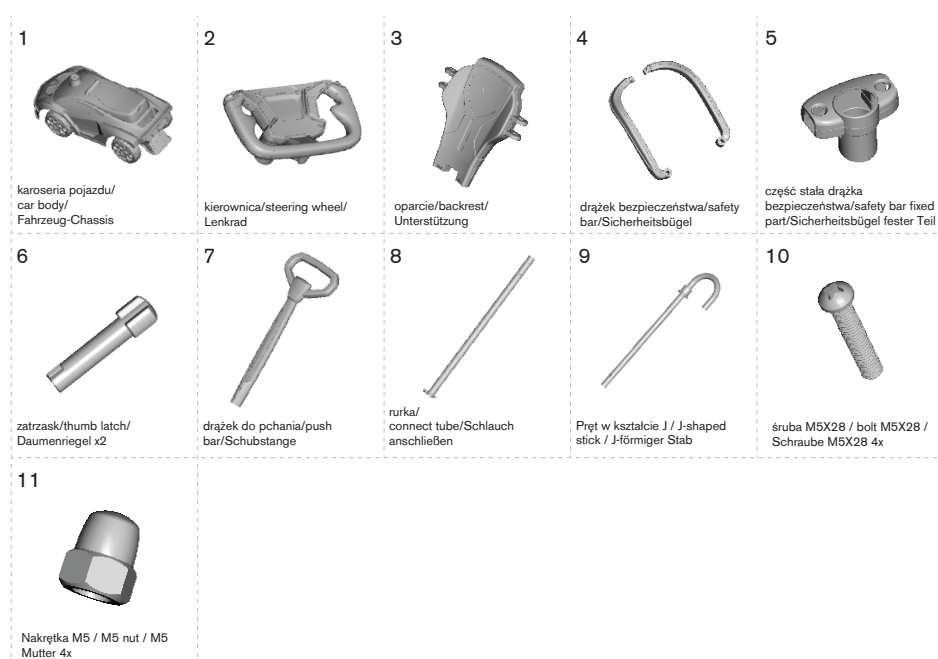 1
karoseria pojazdu/
car body/
Fahrzeug-Chassis
2
kierownica/steering wheel/
Lenkrad
3
oparcie/backrest/
Unterstützung
4
drążek bezpieczeństwa/safety
bar/Sicherheitsbügel
5
część stała drążka
bezpieczeństwa/safety bar fixed
part/Sicherheitsbügel fester Teil
6
zatrzask/thumb latch/
Daumenriegel x2
7
drążek do pchania/push
bar/Schubstange
8
rurka/
connect tube/Schlauch
anschließen
9
Pręt w kształcie J / J-shaped
stick / J-förmiger Stab
10
śruba M5X28 / bolt M5X28 /
Schraube M5X28 4x
11
Nakrętka M5 / M5 nut / M5
Mutter 4x